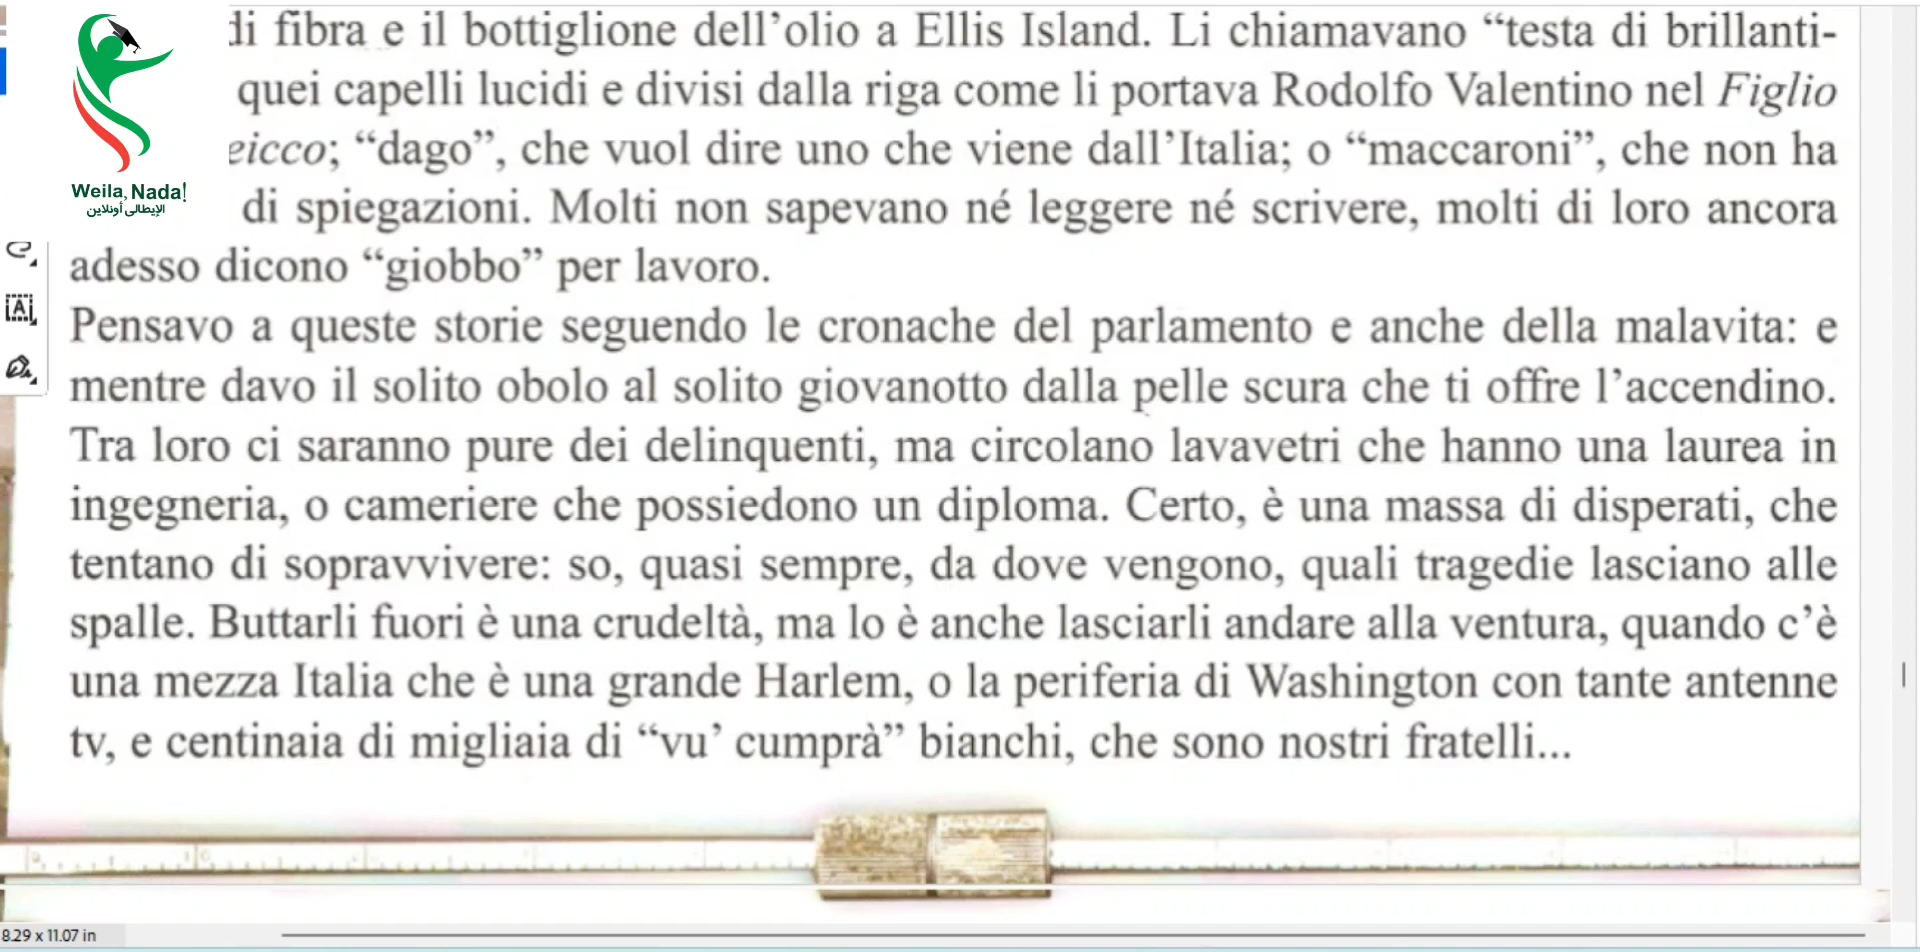 di fibra e il bottiglione dell’olio a Ellis Island. Li chiamavano “testa di brillanti-
quei capelli lucidi e divisi dalla riga come li portava Rodolfo Valentino nel Figlio
eicco; “dago”, che vuol dire uno che viene dall’Italia; o “maccaroni”, che non ha
di spiegazioni. Molti non sapevano né leggere né scrivere, molti di loro ancora
Weila, Nada!
الإيطالي أونلاين
adesso dicono “giobbo” per lavoro.
Pensavo a queste storie seguendo le cronache del parlamento e anche della malavita: e
mentre davo il solito obolo al solito giovanotto dalla pelle scura che ti offre l’accendino.
Tra loro ci saranno pure dei delinquenti, ma circolano lavavetri che hanno una laurea in
ingegneria, o cameriere che possiedono un diploma. Certo, è una massa di disperati, che
tentano di sopravvivere: so, quasi sempre, da dove vengono, quali tragedie lasciano alle
spalle. Buttarli fuori è una crudeltà, ma lo è anche lasciarli andare alla ventura, quando c’è
una mezza Italia che è una grande Harlem, o la periferia di Washington con tante antenne
tv, e centinaia di migliaia di “vu’ cumprà” bianchi, che sono nostri fratelli...
8.29 x 11.07 in